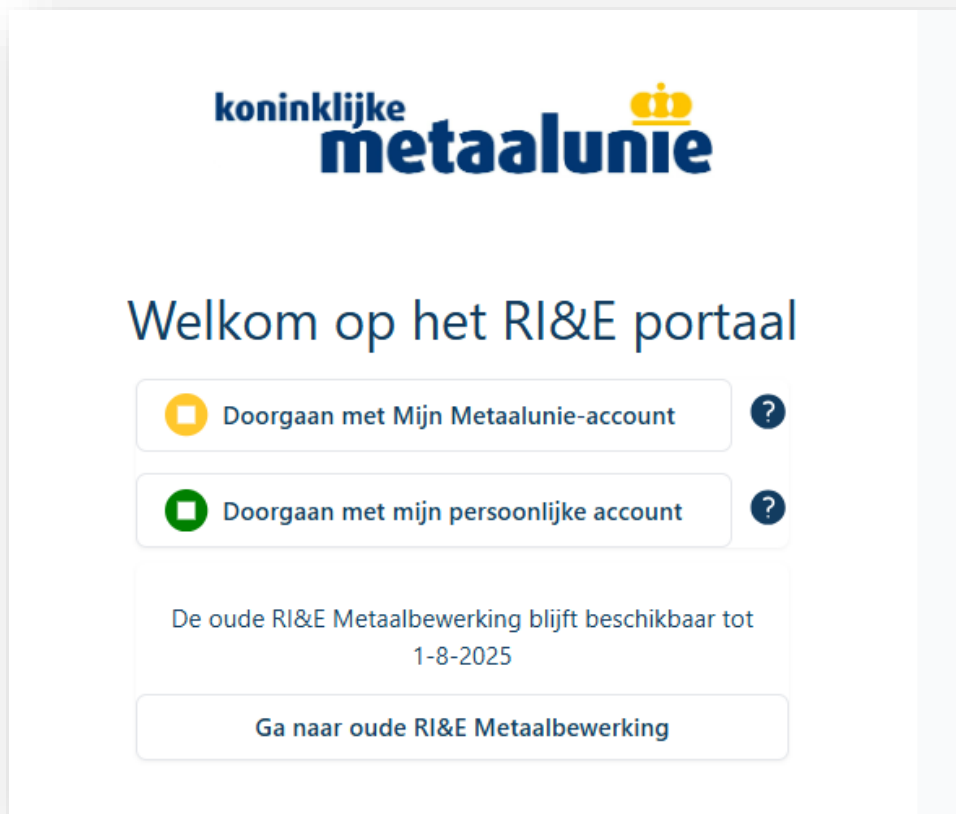 koninklijke
metaalunie
Welkom op het RI&E portaal
Doorgaan met Mijn Metaalunie-account
?
Doorgaan met mijn persoonlijke account
?
De oude RI&E Metaalbewerking blijft beschikbaar tot
1-8-2025
Ga naar oude RI&E Metaalbewerking